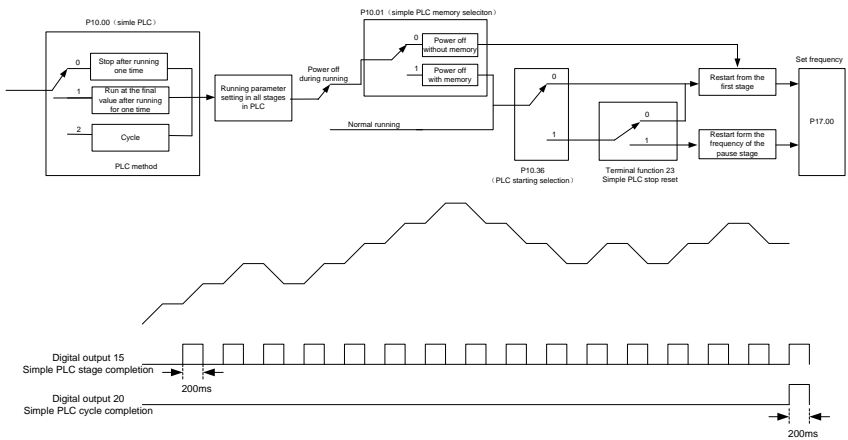 P10.00（simle PLC）
0
Stop after running
one time
1
Run at the final
value after running
for one time
2
Cycle
PLC method
Running parameter
setting in all stages
in PLC
Power off
during running
Normal running
P10.01（simple PLC memory seleciton）
0
Power off
without memory
1
Power off
with memory
0
1
P10.36
（PLC starting selection）
0
1
Terminal function 23
Simple PLC stop reset
Restart from the
first stage
Restart form the
frequency of the
pause stage
Set frequency
P17.00
Digital output 15
Simple PLC stage completion
200ms
Digital output 20
Simple PLC cycle completion
200ms